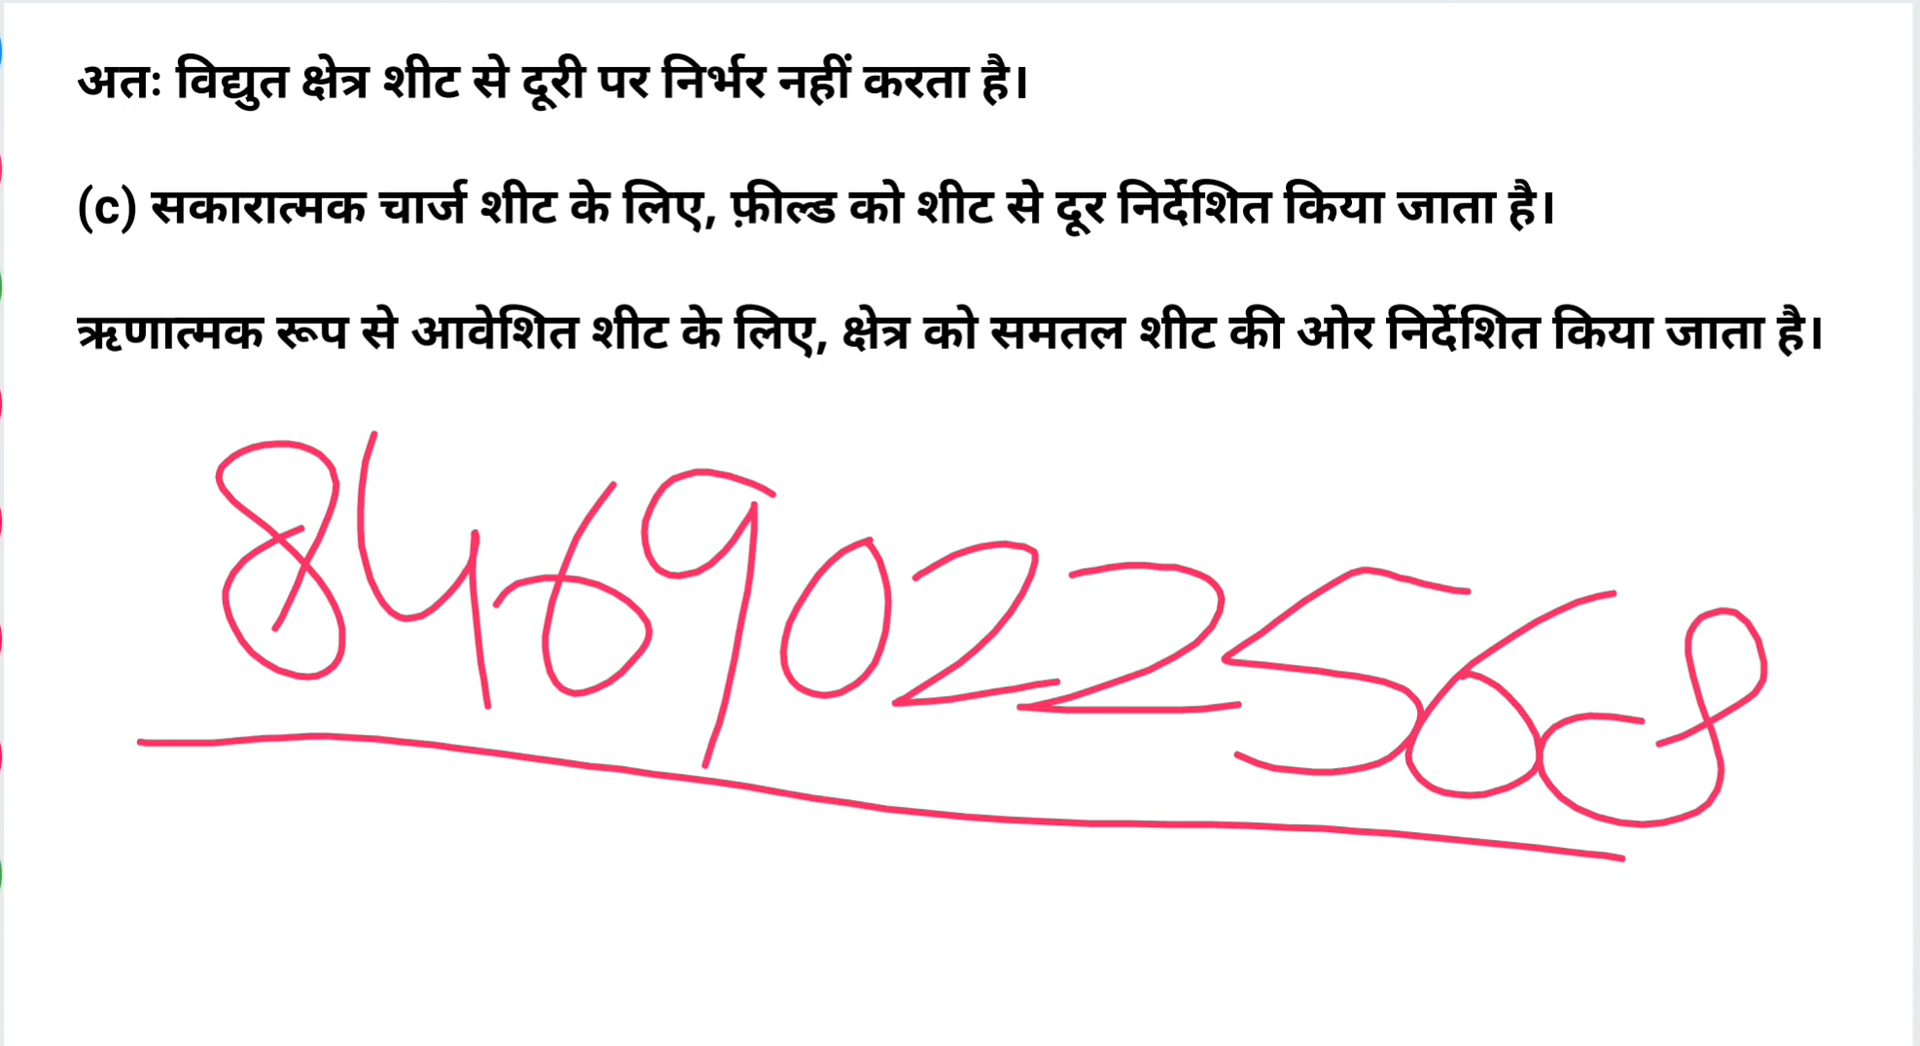 अतः विद्युत क्षेत्र शीट से दूरी पर निर्भर नहीं करता है।
(c) सकारात्मक चार्ज शीट के लिए, फ़ील्ड को शीट से दूर निर्देशित किया जाता है।
ऋणात्मक रूप से आवेशित शीट के लिए, क्षेत्र को समतल शीट की ओर निर्देशित किया जाता है।
8469022568